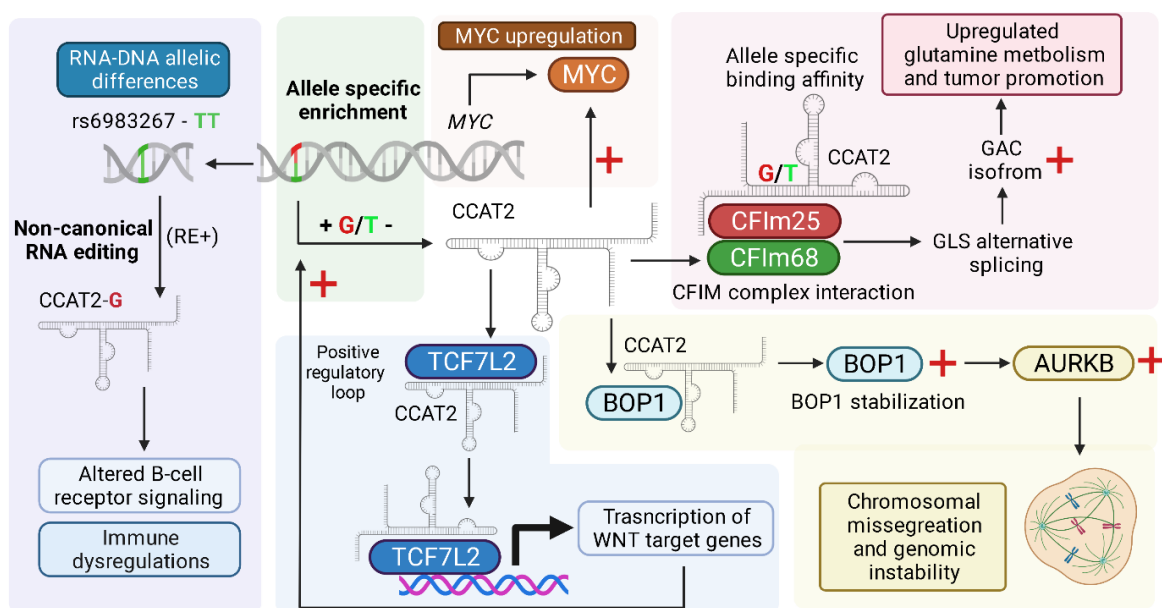 RNA-DNA allelic
differences
rs6983267 - TT
Non-canonical
RNA editing
(RE+)
CCAT2-G
Altered B-cell
receptor signaling
Immune
dysregulations
Allele specific
enrichment
+ G/T -
+
MYC upregulation
MYC
MYC
+
CCAT2
Allele specific
binding affinity
G/T
CCAT2
CFIm25
CFIm68
CFIM complex interaction
GLS alternative
splicing
GAC
isofrom
+
Upregulated
glutamine metbolism
and tumor promotion
Positive
regulatory
loop
TCF7L2
CCAT2
TCF7L2
Trasncription of
WNT target genes
CCAT2
BOP1
BOP1
+
BOP1 stabilization
AURKB
+
Chromosomal
missegreation
and genomic
instability